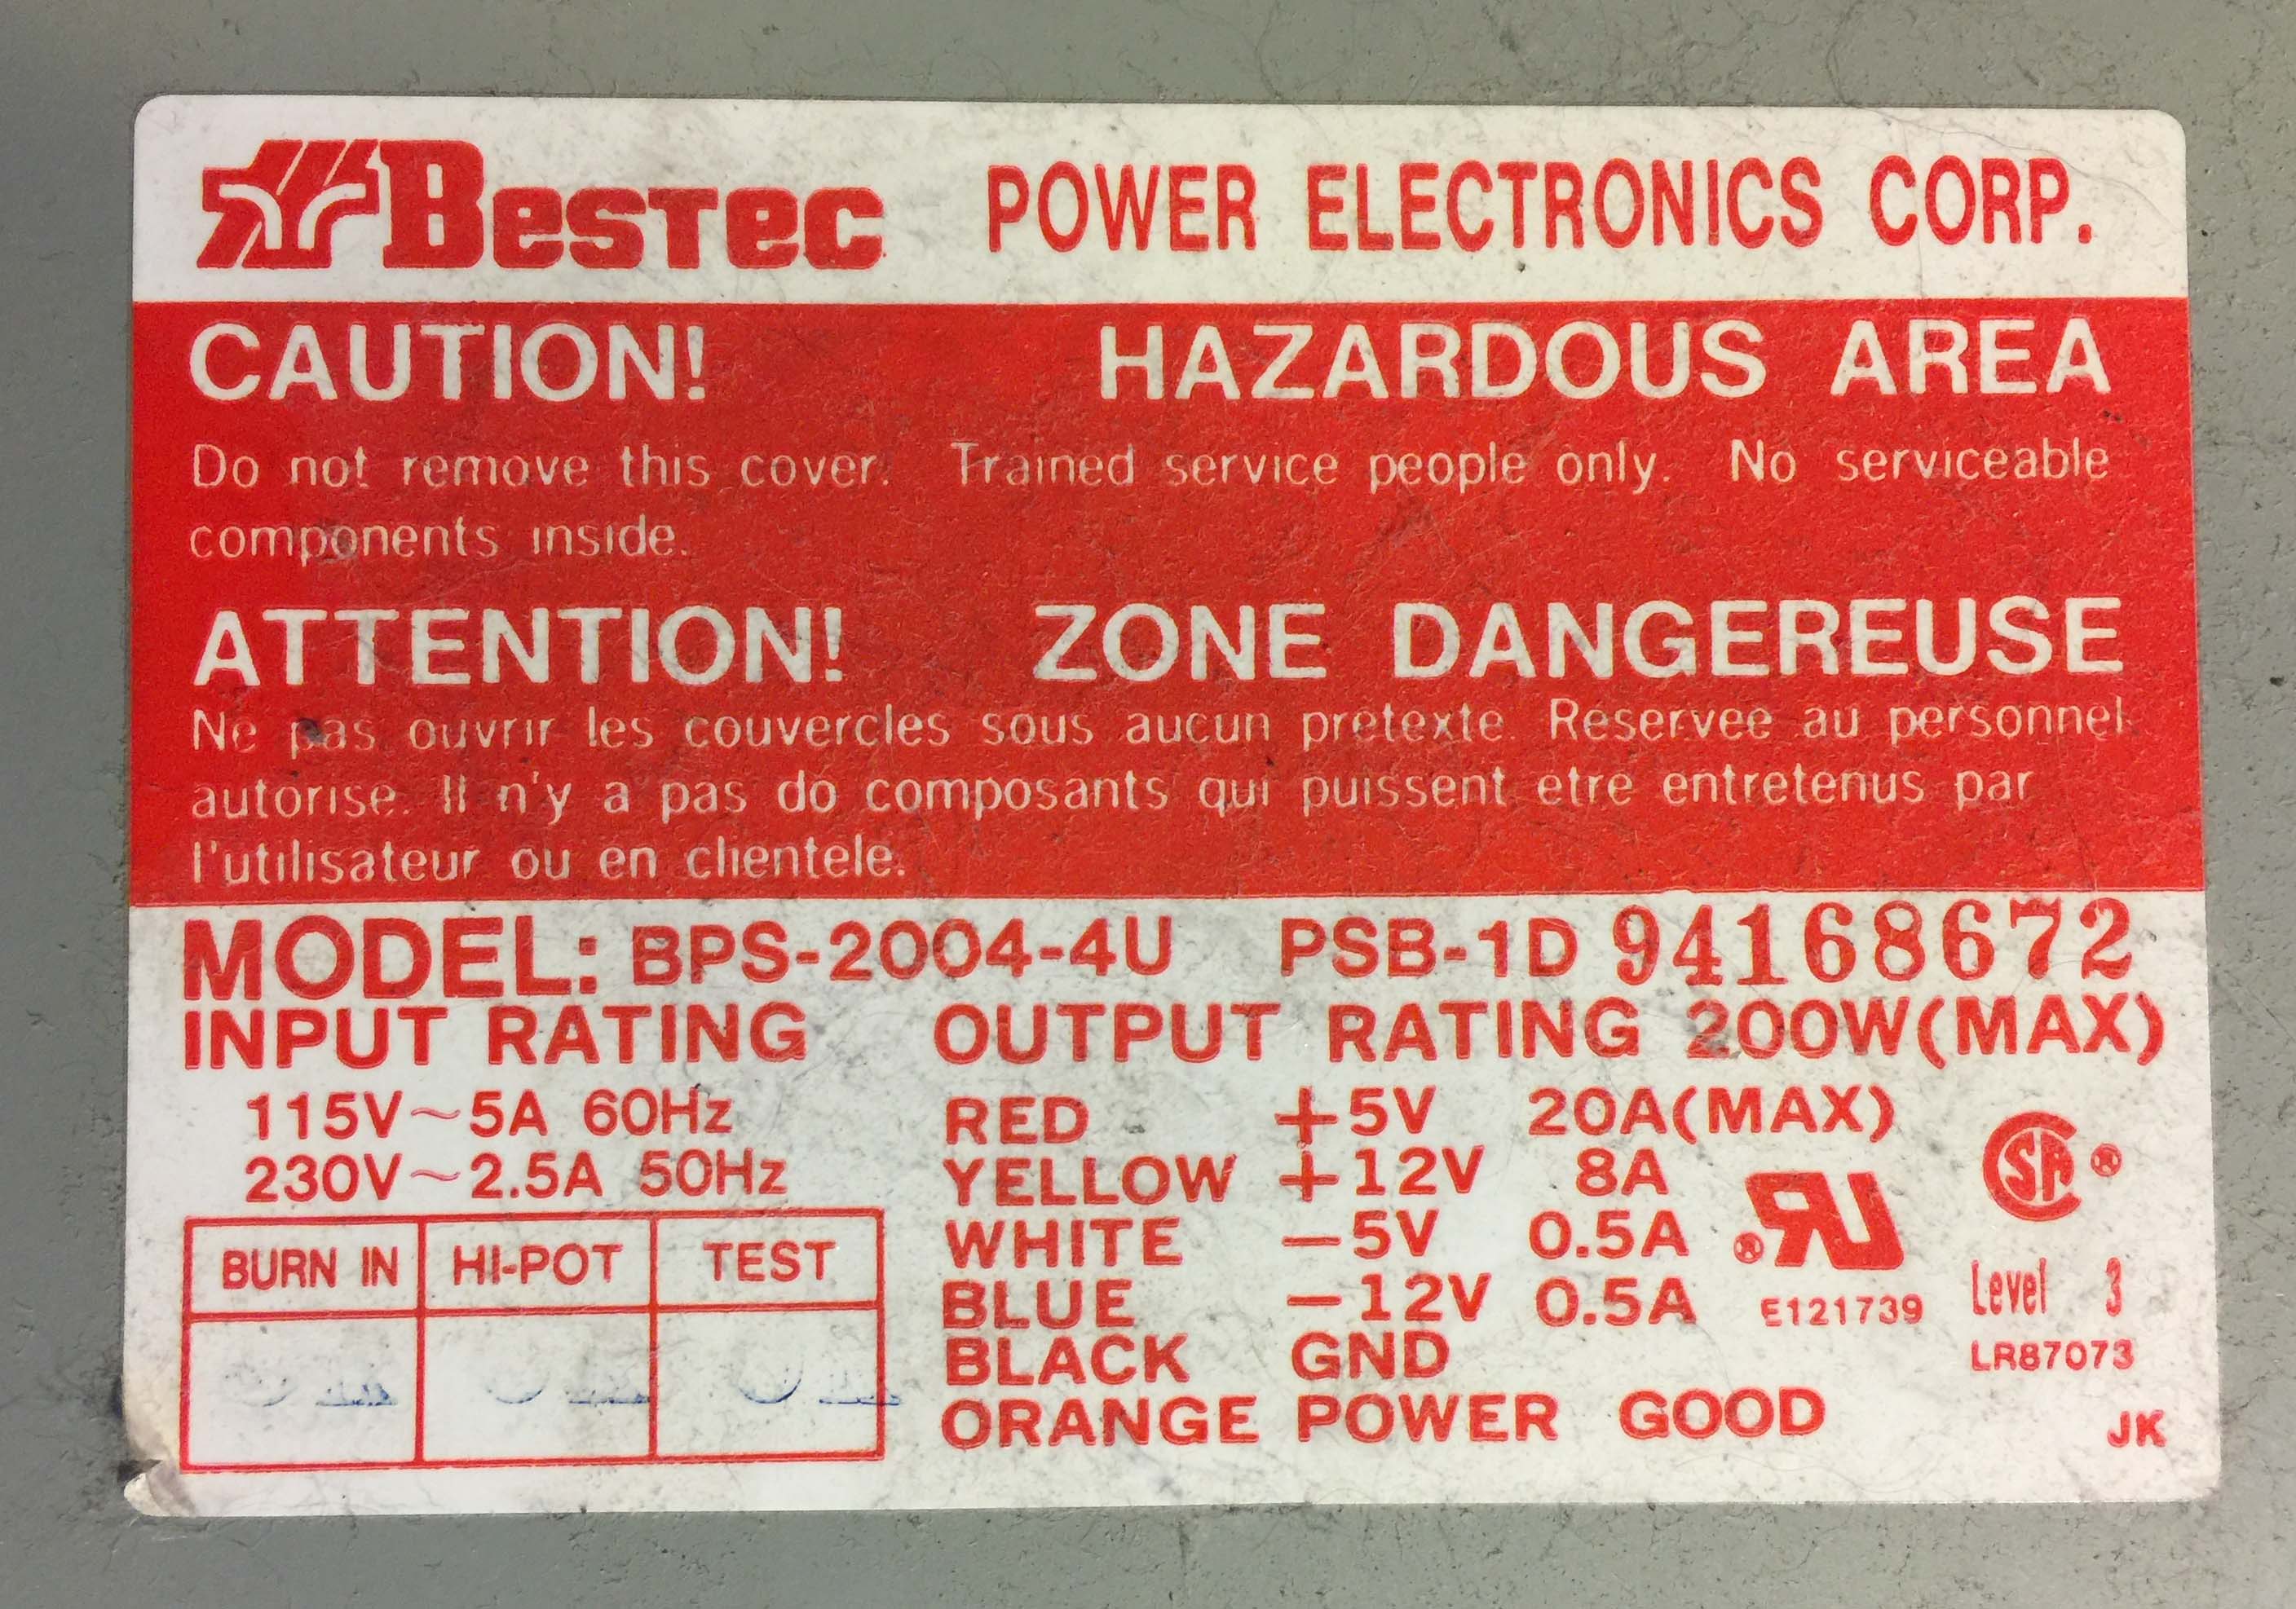 BESTEC POWER ELECTRONICS CORP.
CAUTION! HAZARDOUS AREA
Do not remove this cover. Trained service people only. No serviceable
components inside.
ATTENTION! ZONE DANGEREUSE
Ne pas ouvrir les couvercles sous aucun pretexte. Reservee au personnel
autorise. Il n'y a pas do composants qui puissent etre entretenus par
l'utilisateur ou en clientele.
MODEL: BPS-2004-4U PSB-1D 94168672
INPUT RATING OUTPUT RATING 200W(MAX)
115V~5A 60Hz RED +5V 20A(MAX)
230V~2.5A 50Hz YELLOW +12V 8A
WHITE -5V 0.5A
BURN IN HI-POT TEST
BLUE -12V 0.5A
BLACK GND
ORANGE POWER GOOD
E121739
Level 3
LR87073
JK